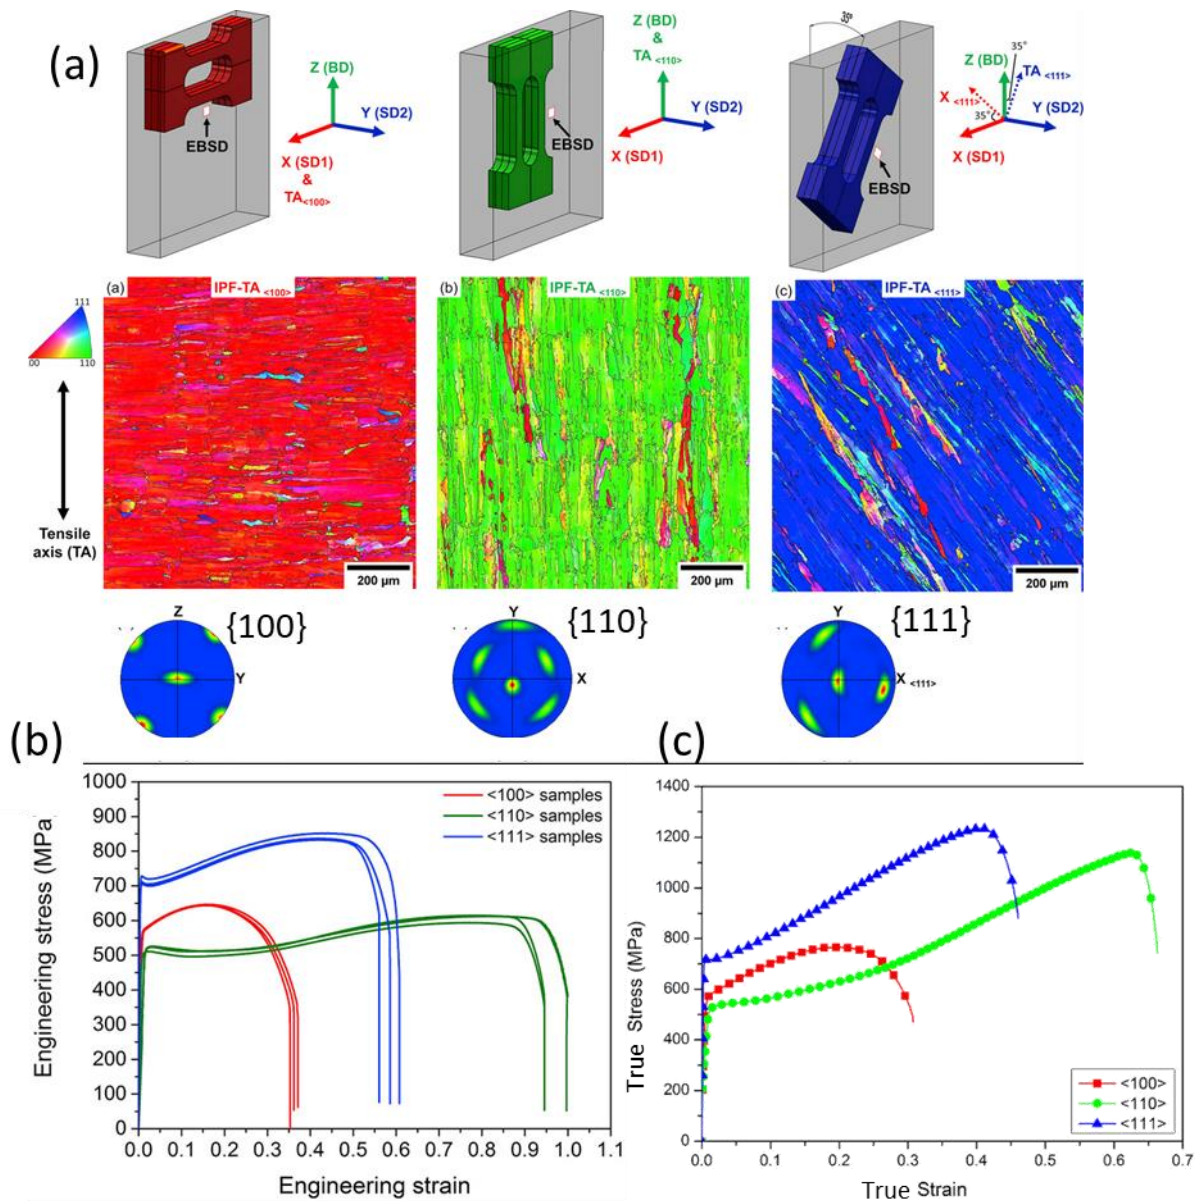 (a)
EBSD
Z (BD)
Y (SD2)
X (SD1)
&
TA<100>
EBSD
Z (BD)
&
TA <110>
Y (SD2)
X (SD1)
35°
EBSD
Z (BD)
35°
TA <111>
X <111>
35°
Y (SD2)
X (SD1)
111
00
110
Tensile
axis (TA)
(a)
IPF-TA <100>
200 µm
(b)
IPF-TA <110>
200 µm
(c)
IPF-TA <111>
200 µm
Z
{100}
Y
Y
{110}
X
Y
{111}
X <111>
(b)
Engineering stress (MPa)
1000
900
800
700
600
500
400
300
200
100
0
<100> samples
<110> samples
<111> samples
0.0 0.1 0.2 0.3 0.4 0.5 0.6 0.7 0.8 0.9 1.0 1.1
Engineering strain
(c)
True Stress (MPa)
1400
1200
1000
800
600
400
200
0
<100>
<110>
<111>
0.0 0.1 0.2 0.3 0.4 0.5 0.6 0.7
True Strain